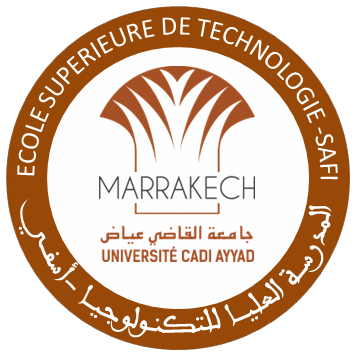 ECOLE SUPERIEURE DE TECHNOLOGIE -SAFI
MARRAKECH
جامعة القاضي عياض
UNIVERSITÉ CADI AYYAD
المدرسة العليا للتكنولوجيا - أسفي